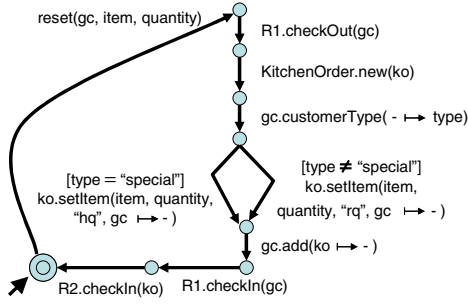 reset(gc, item, quantity)
R1.checkOut(gc)
KitchenOrder.new(ko)
gc.customerType( - ↦ type)
[type = “special”]
ko.setItem(item, quantity,
“hq”, gc ↦ - )
[type ≠ “special”]
ko.setItem(item,
quantity, “rq”, gc ↦ - )
gc.add(ko ↦ - )
R2.checkIn(ko)
R1.checkIn(gc)